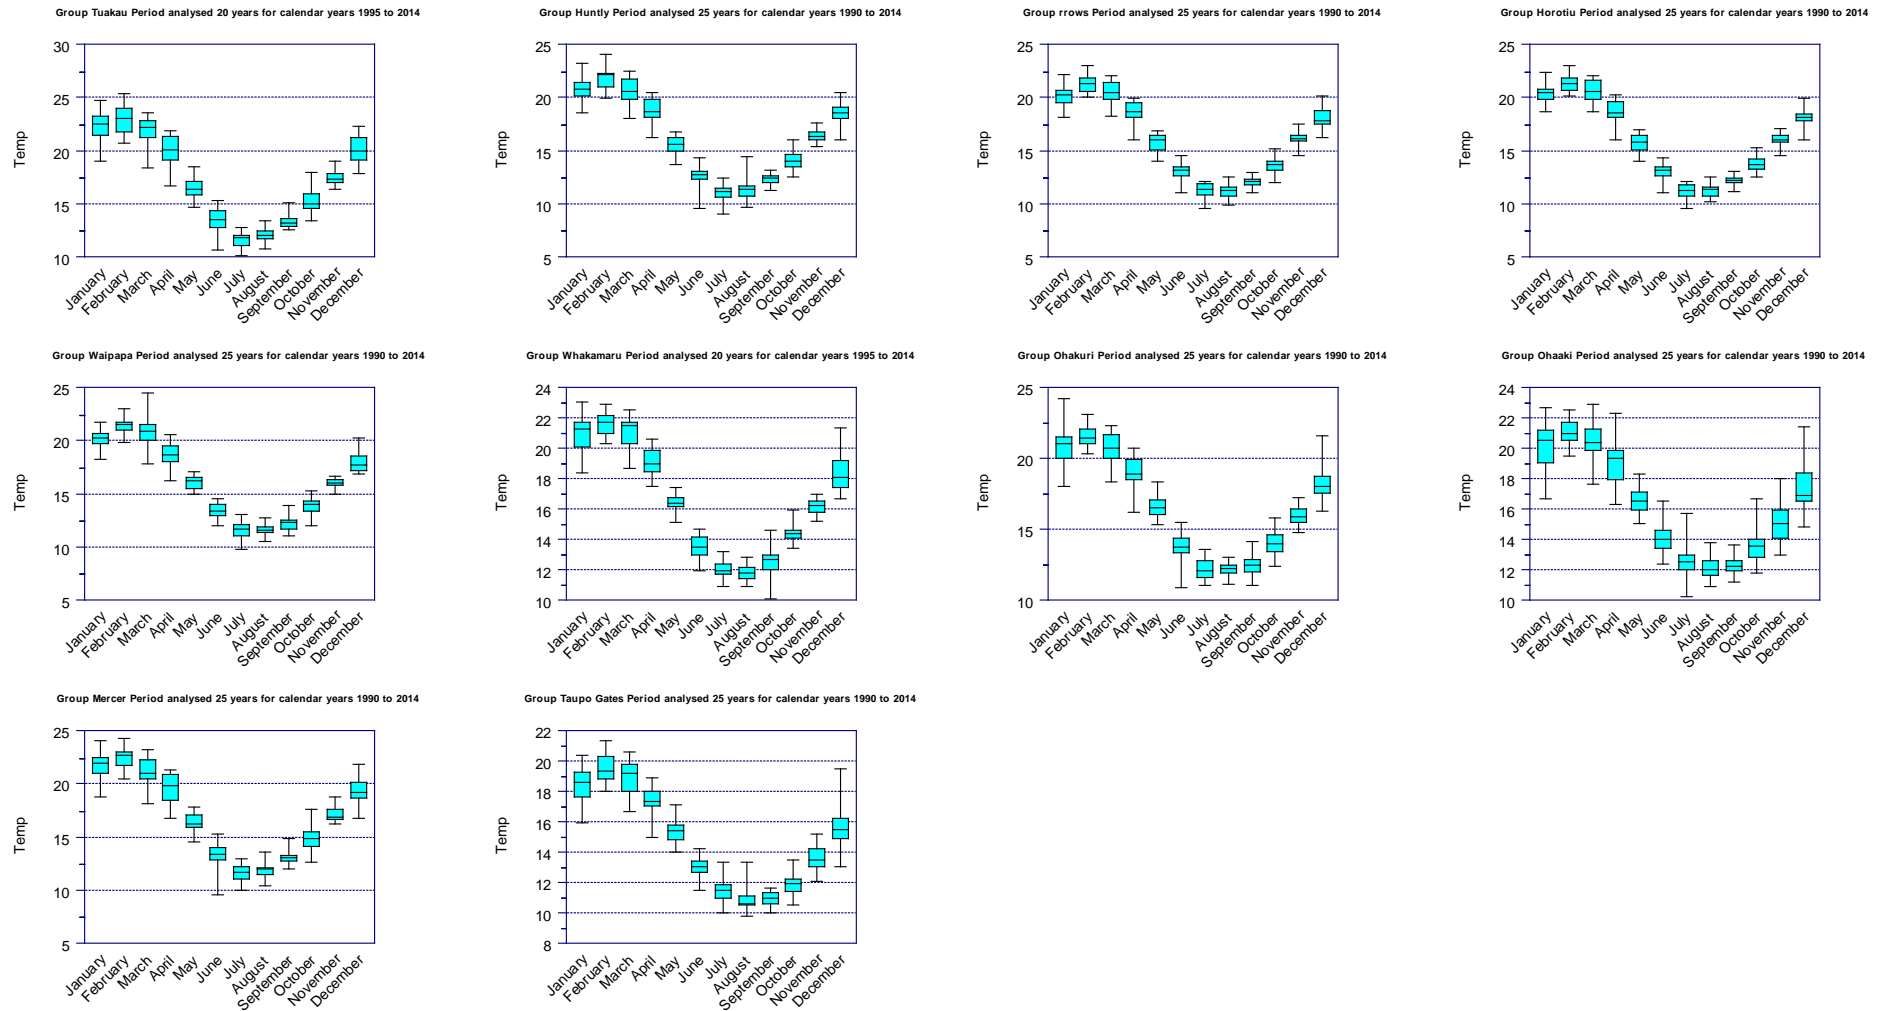 Group Tuakau Period analysed 20 years for calendar years 1995 to 2014
30
25
20
15
10
Temp
January
February
March
April
May
June
July
August
September
October
November
December
Group Huntly Period analysed 25 years for calendar years 1990 to 2014
25
20
15
10
5
Temp
January
February
March
April
May
June
July
August
September
October
November
December
Group rrows Period analysed 25 years for calendar years 1990 to 2014
25
20
15
10
5
Temp
January
February
March
April
May
June
July
August
September
October
November
December
Group Horotiu Period analysed 25 years for calendar years 1990 to 2014
25
20
15
10
5
Temp
January
February
March
April
May
June
July
August
September
October
November
December
Group Waipapa Period analysed 25 years for calendar years 1990 to 2014
25
20
15
10
5
Temp
January
February
March
April
May
June
July
August
September
October
November
December
Group Whakamaru Period analysed 20 years for calendar years 1995 to 2014
24
22
20
18
16
14
12
10
Temp
January
February
March
April
May
June
July
August
September
October
November
December
Group Ohakuri Period analysed 25 years for calendar years 1990 to 2014
25
20
15
10
Temp
January
February
March
April
May
June
July
August
September
October
November
December
Group Ohaaki Period analysed 25 years for calendar years 1990 to 2014
24
22
20
18
16
14
12
10
Temp
January
February
March
April
May
June
July
August
September
October
November
December
Group Mercer Period analysed 25 years for calendar years 1990 to 2014
25
20
15
10
5
Temp
January
February
March
April
May
June
July
August
September
October
November
December
Group Taupo Gates Period analysed 25 years for calendar years 1990 to 2014
22
20
18
16
14
12
10
8
Temp
January
February
March
April
May
June
July
August
September
October
November
December